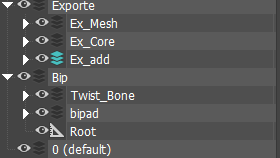 Exporte
Ex_Mesh
Ex_Core
Ex_add
Bip
Twist_Bone
bipad
Root
0 (default)